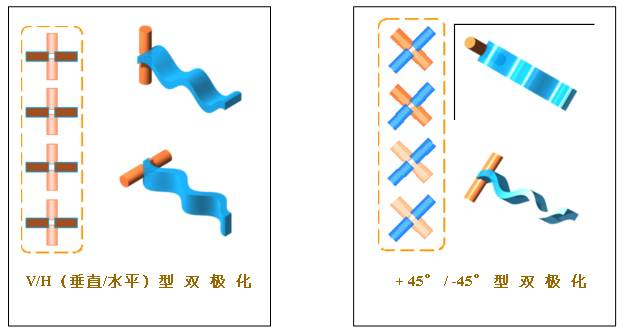 V/H（垂直/水平）型 双 极 化
+ 45° / -45° 型 双 极 化